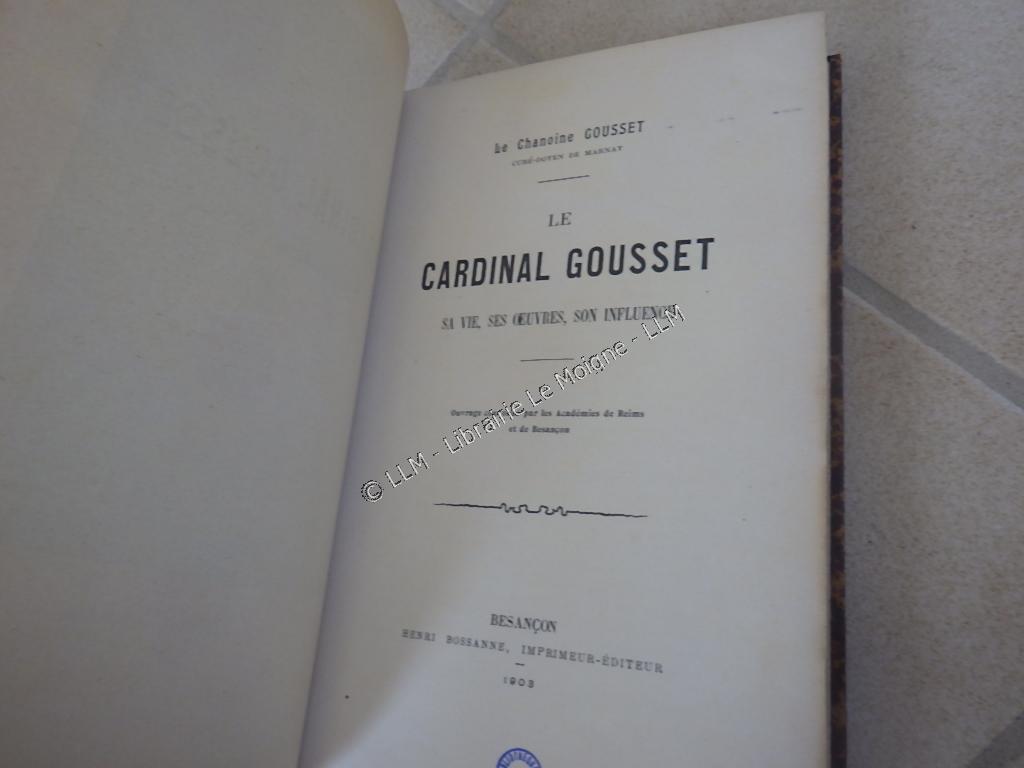 Le Chanoine GOUSSET
CURÉ-DOYEN DE MARNAY
LE
CARDINAL GOUSSET
SA VIE, SES ŒUVRES, SON INFLUENCE
Ouvrage par les Académies de Reims
et de Besançon
© LLM - Librairie Le Moigne - LLM
BESANÇON
HENRI BOSSANNE, IMPRIMEUR-ÉDITEUR
1903